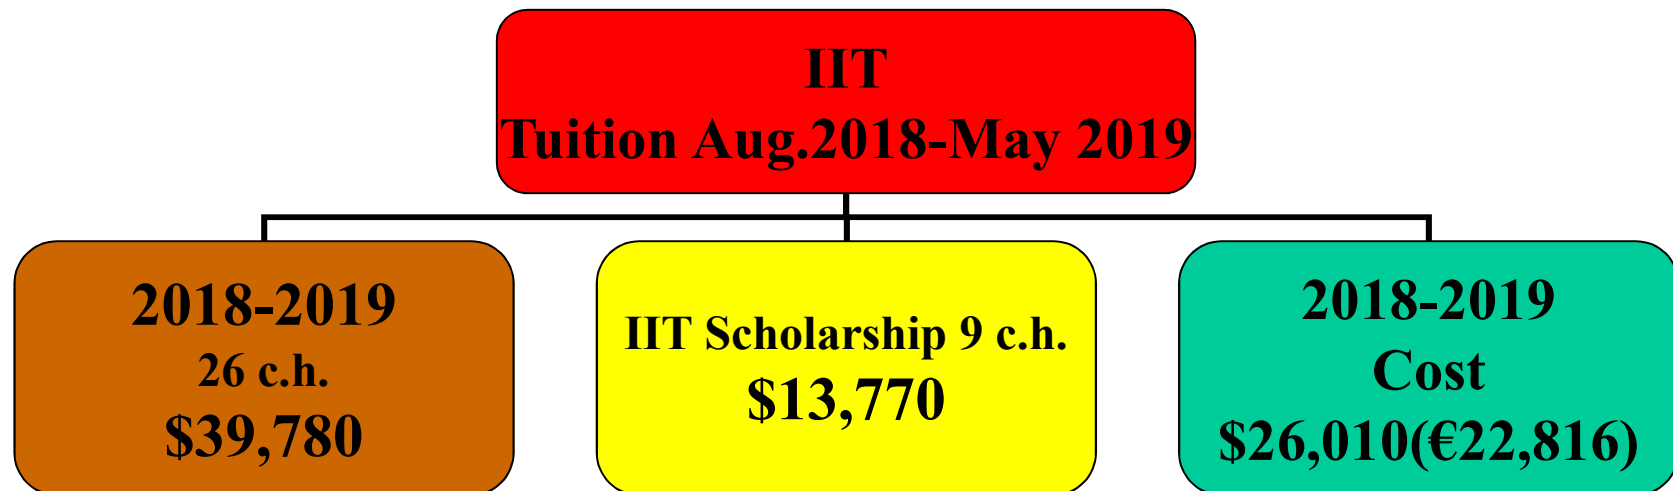 IIT
Tuition Aug.2018-May 2019
2018-2019
26 c.h.
$39,780
IIT Scholarship 9 c.h.
$13,770
2018-2019
Cost
$26,010(€22,816)